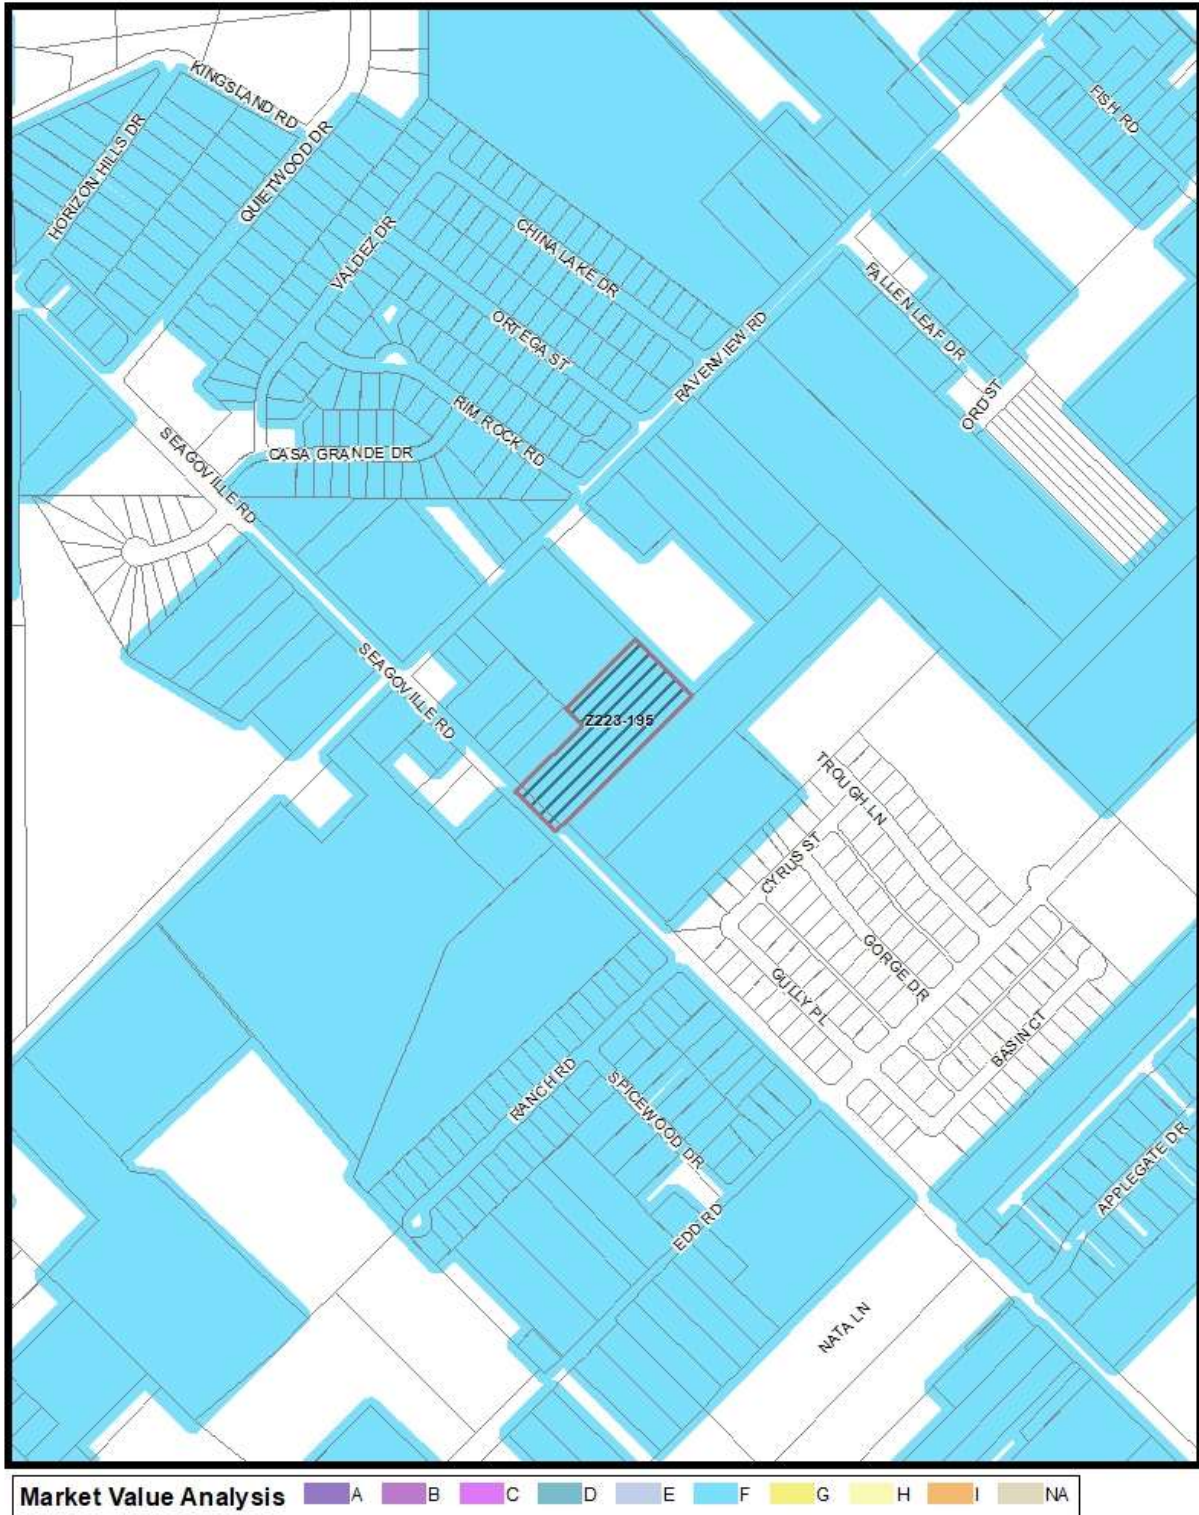 KINGSLAND RD
FISH RD
HORIZON HILLS DR
QUIETWOOD DR
VALDEZ DR
CHINA LAKE DR
FALLEN LEAF DR
ORTEGA ST
RAVENVIEW RD
ORD ST
RIM ROCK RD
CASA GRANDE DR
SEAGOVILLE RD
SEAGOVILLE RD
Z223-195
TROUGH LN
CYRUS ST
GORGE DR
GULLY PL
BASIN CT
RANCH RD
SPICEWOOD DR
APPLEGATE DR
EDD RD
NATA LN
Market Value Analysis A B C D E F G H I NA